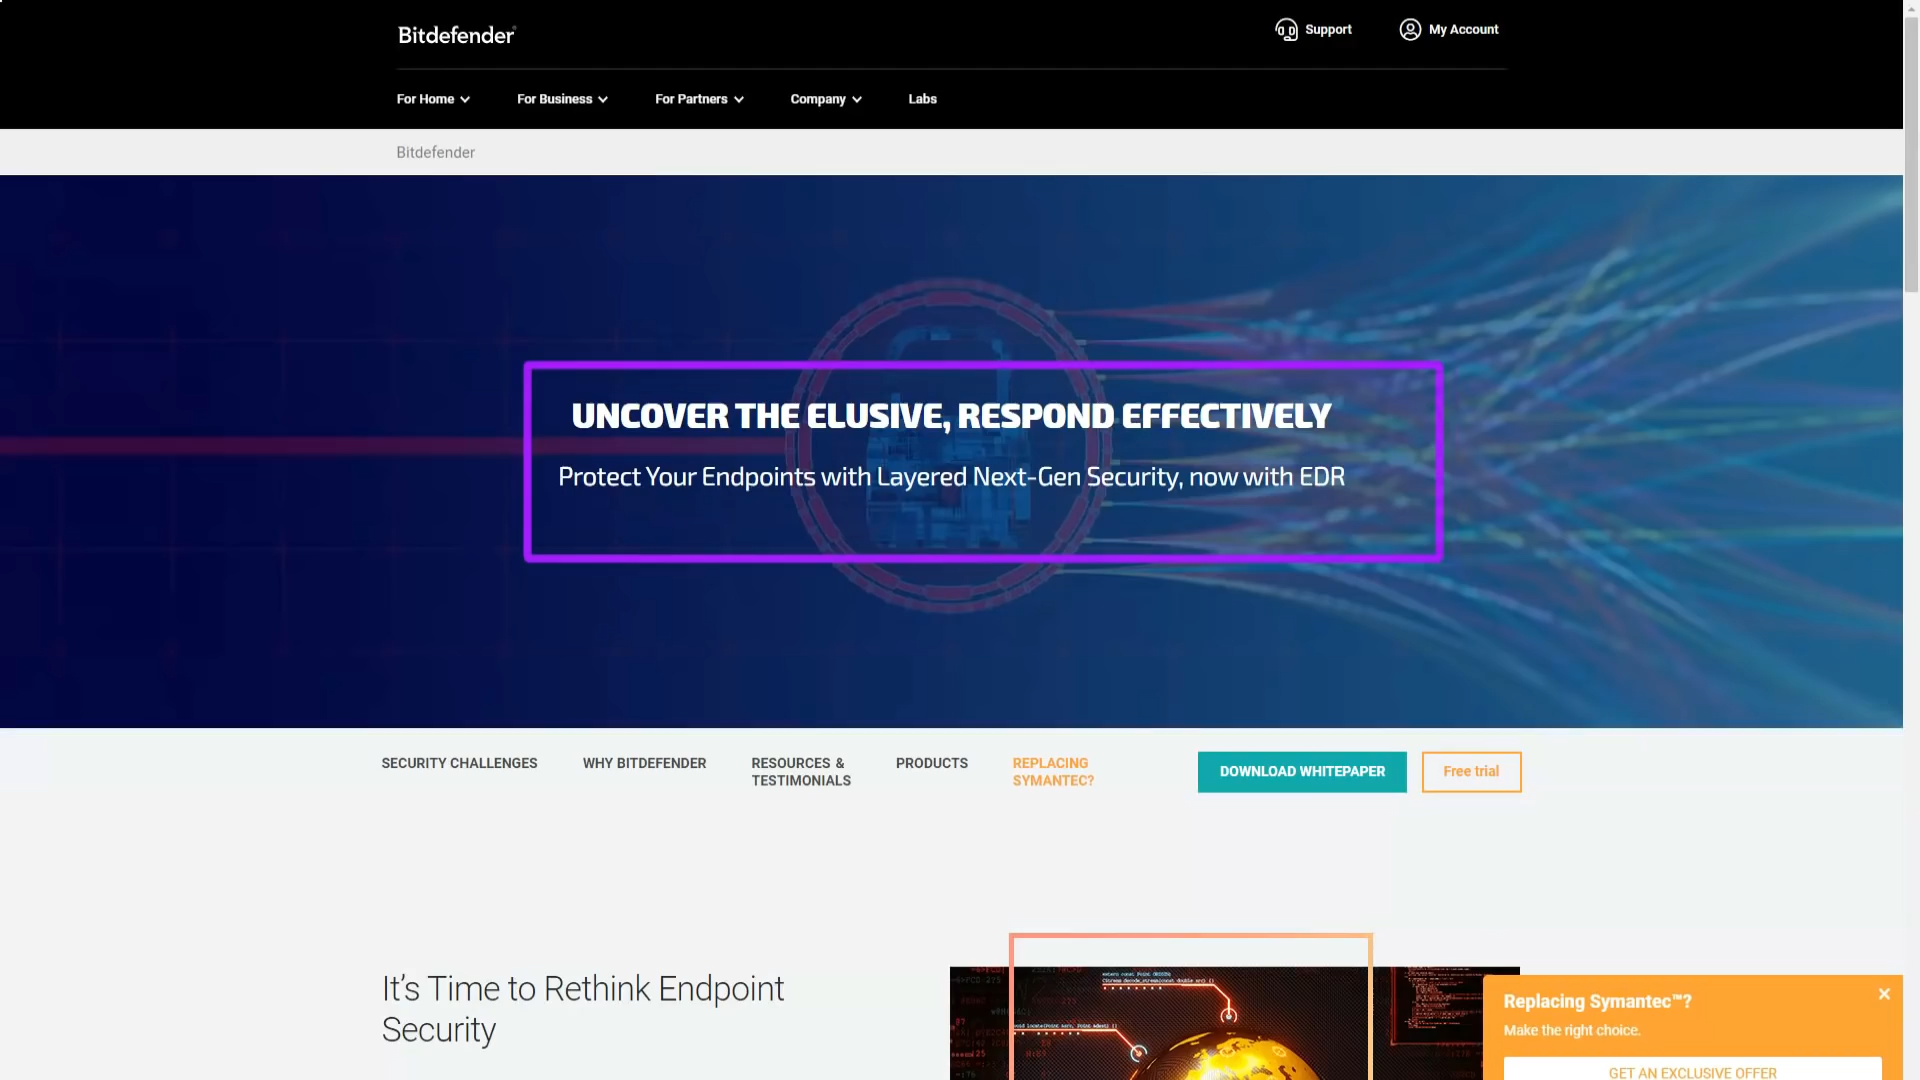 Bitdefender
Support
My Account
For Home
For Business
For Partners
Company
Labs
Bitdefender
UNCOVER THE ELUSIVE, RESPOND EFFECTIVELY
Protect Your Endpoints with Layered Next-Gen Security, now with EDR
SECURITY CHALLENGES
WHY BITDEFENDER
RESOURCES &
TESTIMONIALS
PRODUCTS
REPLACING
SYMANTEC?
DOWNLOAD WHITEPAPER
Free trial
It's Time to Rethink Endpoint
Security
Replacing Symantec™?
Make the right choice.
GET AN EXCLUSIVE OFFER